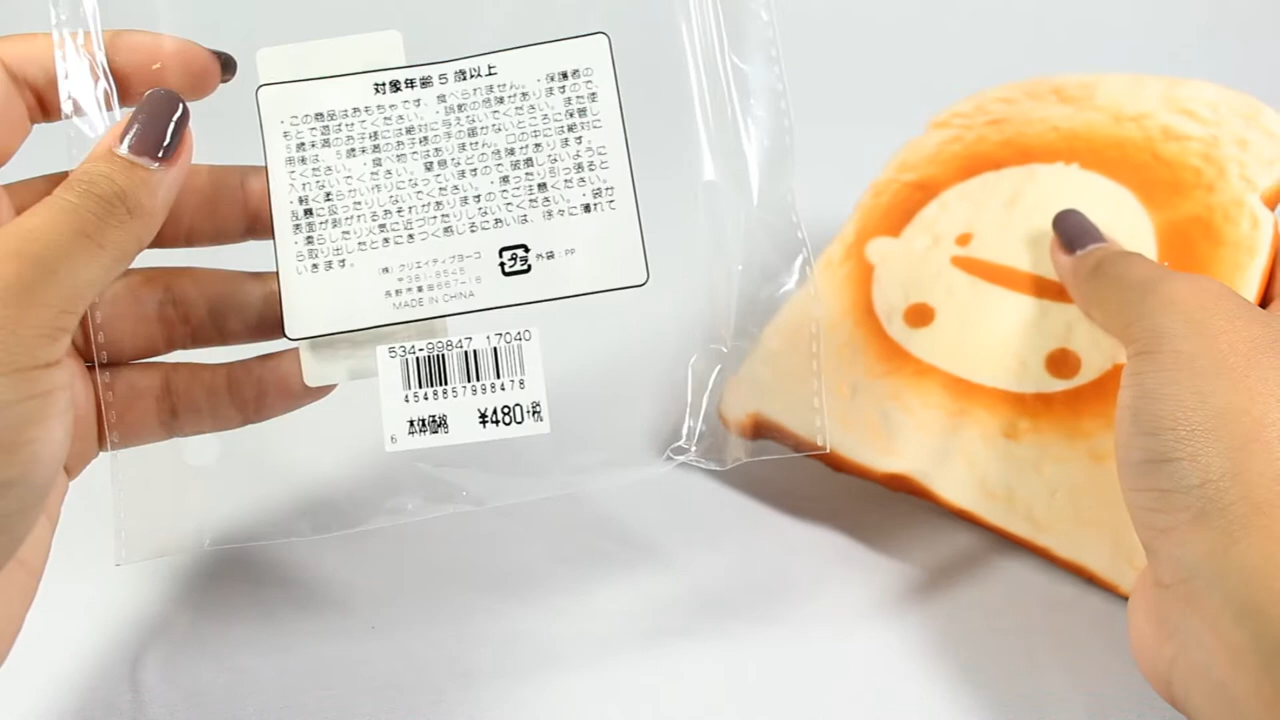 対象年齢 5 歳以上
・この商品はおもちゃです、食べられません。・保護者の
もとで遊ばせてください。・誤飲の危険がありますので、
5歳未満のお子様には絶対に与えないでください。また使
用後は、5歳未満のお子様の手の届かないところに保管し
てください。・食べ物ではありません。口の中には絶対に
入れないでください。窒息などの危険があります。
・軽く柔らかい作りになっていますので、破損しないように
乱暴に扱ったりしないでください。・擦ったり引っ張ると
表面が剥がれるおそれがありますのでご注意ください。
・濡らしたり火気に近づけたりしないでください。・袋か
ら取り出したときにきつく感じるにおいは、徐々に薄れて
いきます。
(株)クリエイティブヨーコ
〒381-8545
長野市高田667-16
MADE IN CHINA
プラ 外袋:PP
534-99847 17040
4548857998478
6 本体価格 ¥480+税